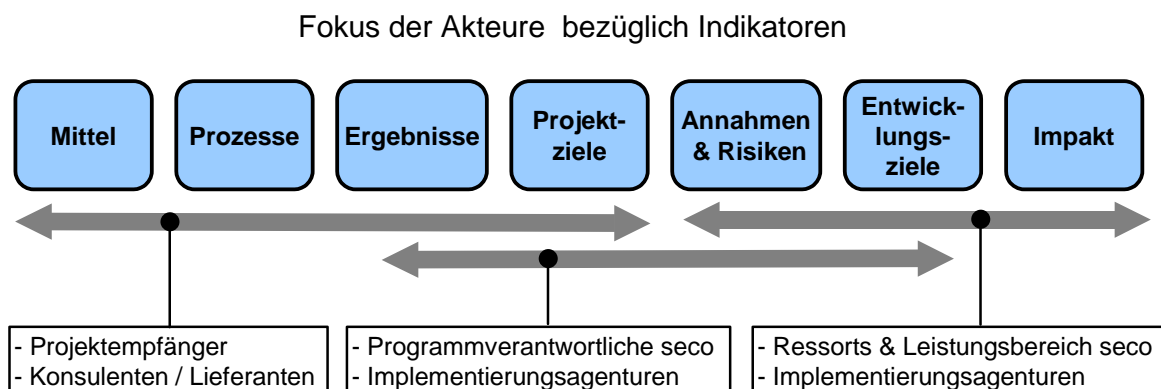 Fokus der Akteure bezüglich Indikatoren
Mittel
Prozesse
Ergebnisse
Projekt-
ziele
Annahmen
& Risiken
Entwick-
lungs-
ziele
Impakt
- Projektempfänger
- Konsulenten / Lieferanten
- Programmverantwortliche seco
- Implementierungsagenturen
- Ressorts & Leistungsbereich seco
- Implementierungsagenturen